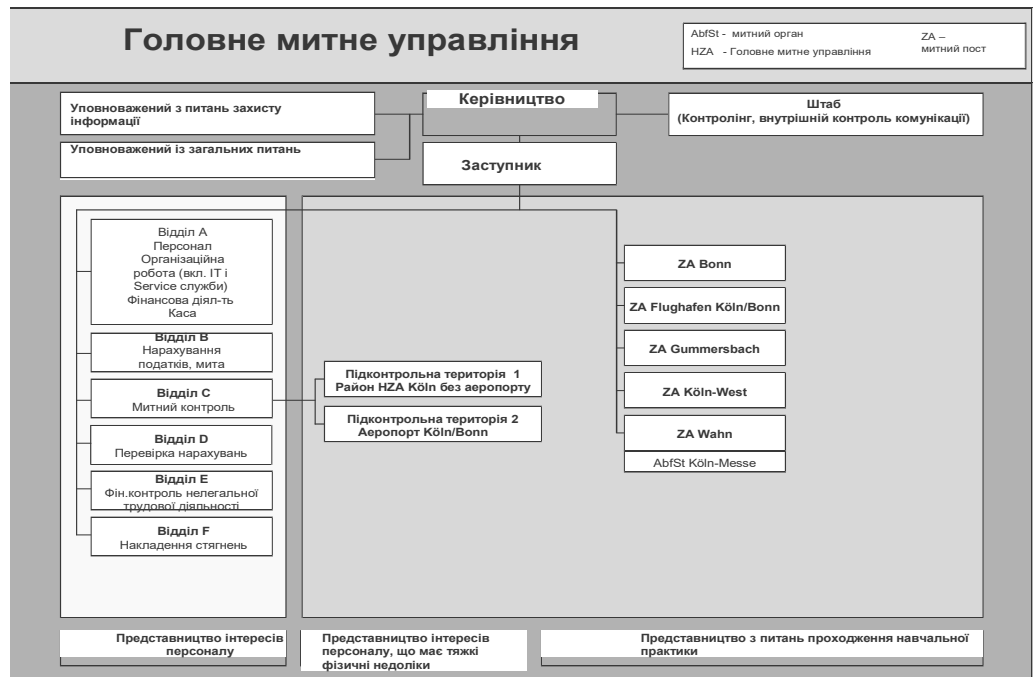 Головне митне управління
AbfSt - митний орган
HZA - Головне митне управління
ZA –
митний пост
Уповноважений з питань захисту
інформації
Керівництво
Штаб
(Контролінг, внутрішній контроль комунікації)
Уповноважений із загальних питань
Заступник
Відділ А
Персонал
Організаційна
робота (вкл. ІТ і
Service служби)
Фінансова діял-ть
Каса
Відділ В
Нарахування
податків, мита
Відділ С
Митний контроль
Відділ D
Перевірка нарахувань
Відділ Е
Фін.контроль нелегальної
трудової діяльності
Відділ F
Накладення стягнень
Підконтрольна територія 1
Район HZA Köln без аеропорту
Підконтрольна територія 2
Аеропорт Köln/Bonn
ZA Bonn
ZA Flughafen Köln/Bonn
ZA Gummersbach
ZA Köln-West
ZA Wahn
AbfSt Köln-Messe
Представництво інтересів
персоналу
Представництво інтересів
персоналу, що має тяжкі
фізичні недоліки
Представництво з питань проходження навчальної
практики